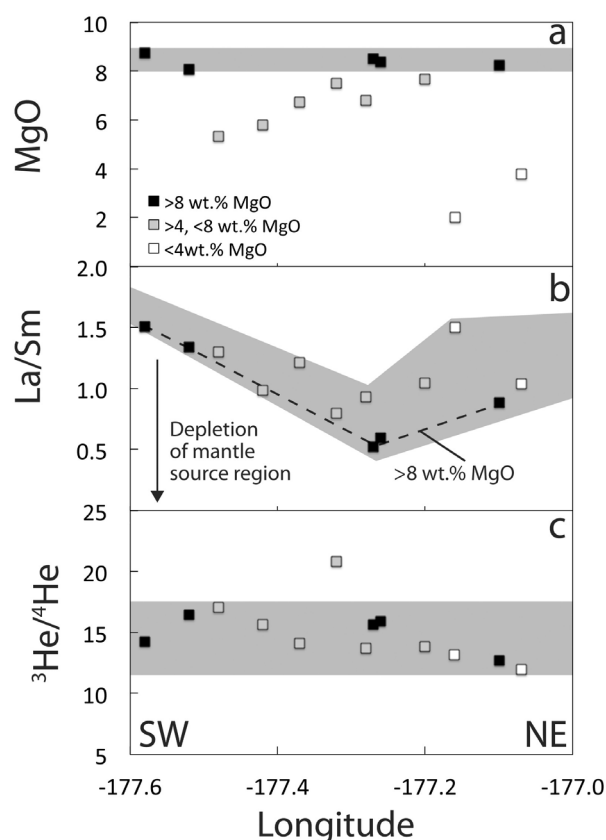 10
a
8
6
MgO
4
2
>8 wt.% MgO
>4, <8 wt.% MgO
<4wt.% MgO
2.0
b
1.5
La/Sm
1.0
0.5
Depletion
of mantle
source region
>8 wt.% MgO
25
c
20
15
³He/⁴He
10
5
SW
NE
-177.6
-177.4
-177.2
-177.0
Longitude